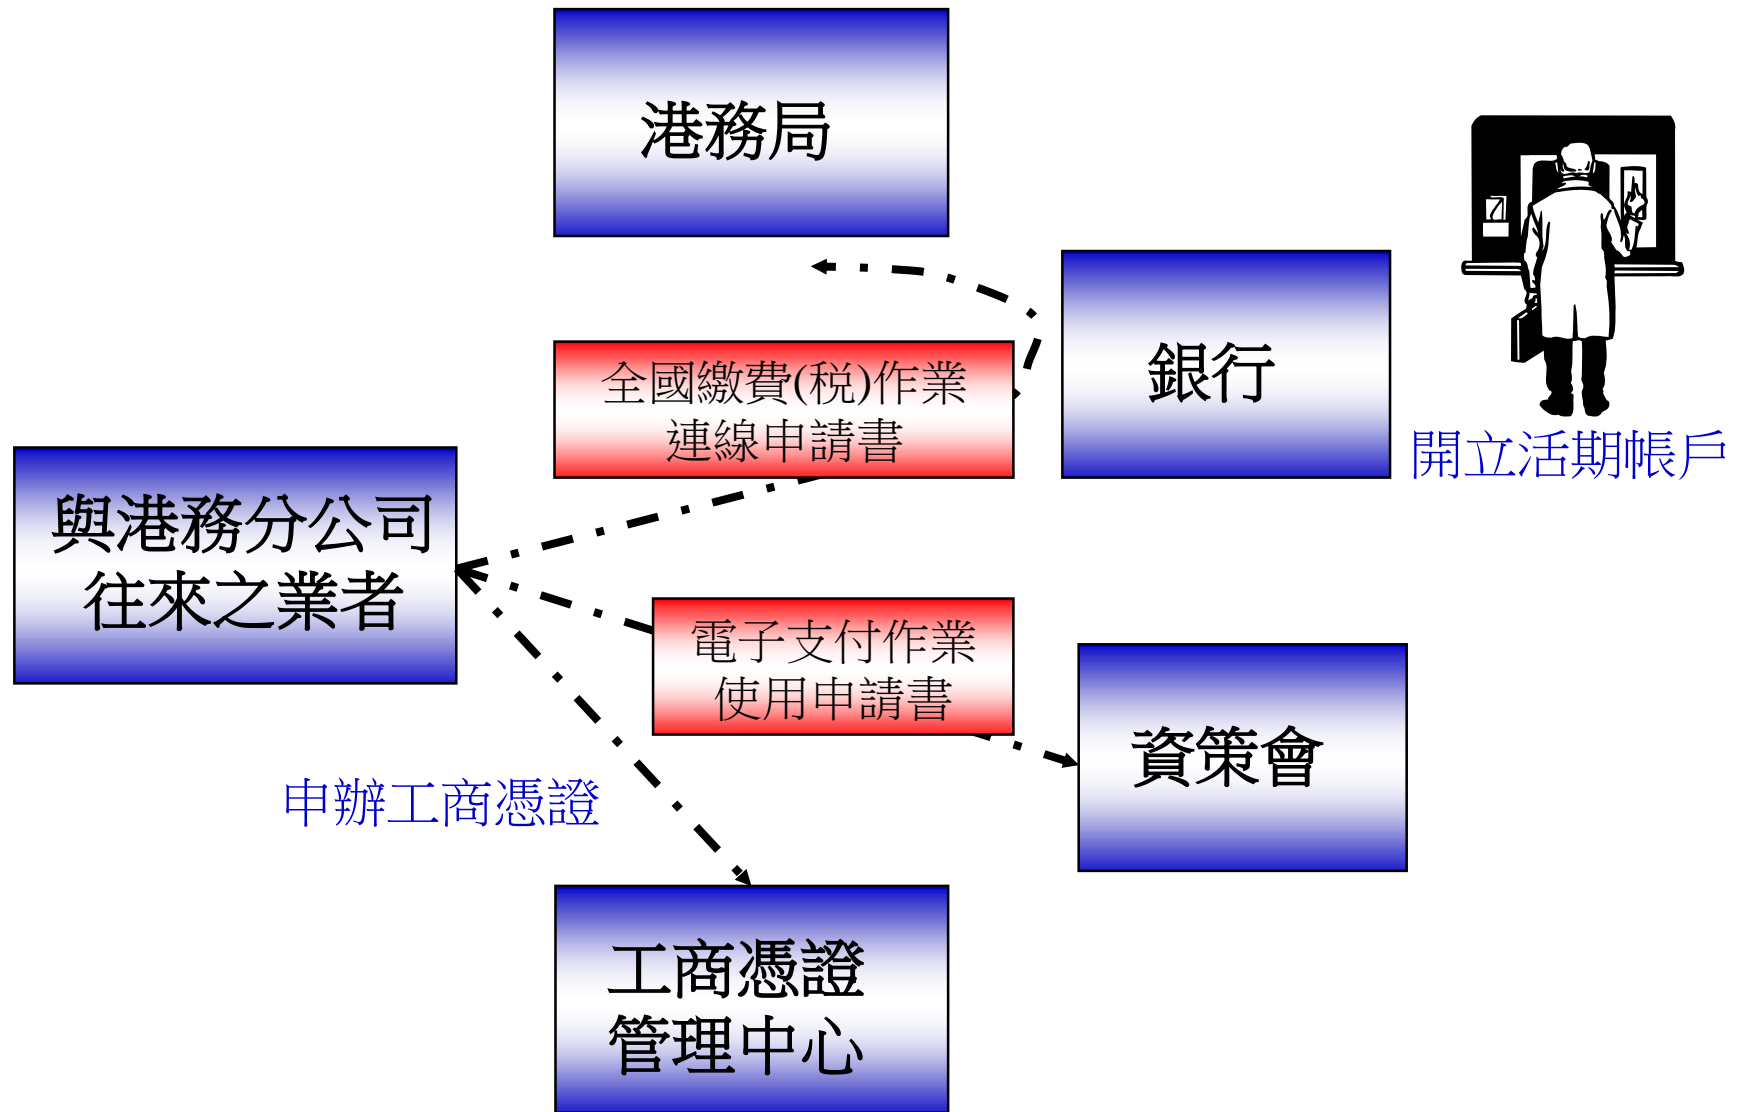 港務局
銀行
全國繳費(稅)作業
連線申請書
開立活期帳戶
與港務分公司
往來之業者
電子支付作業
使用申請書
資策會
申辦工商憑證
工商憑證
管理中心